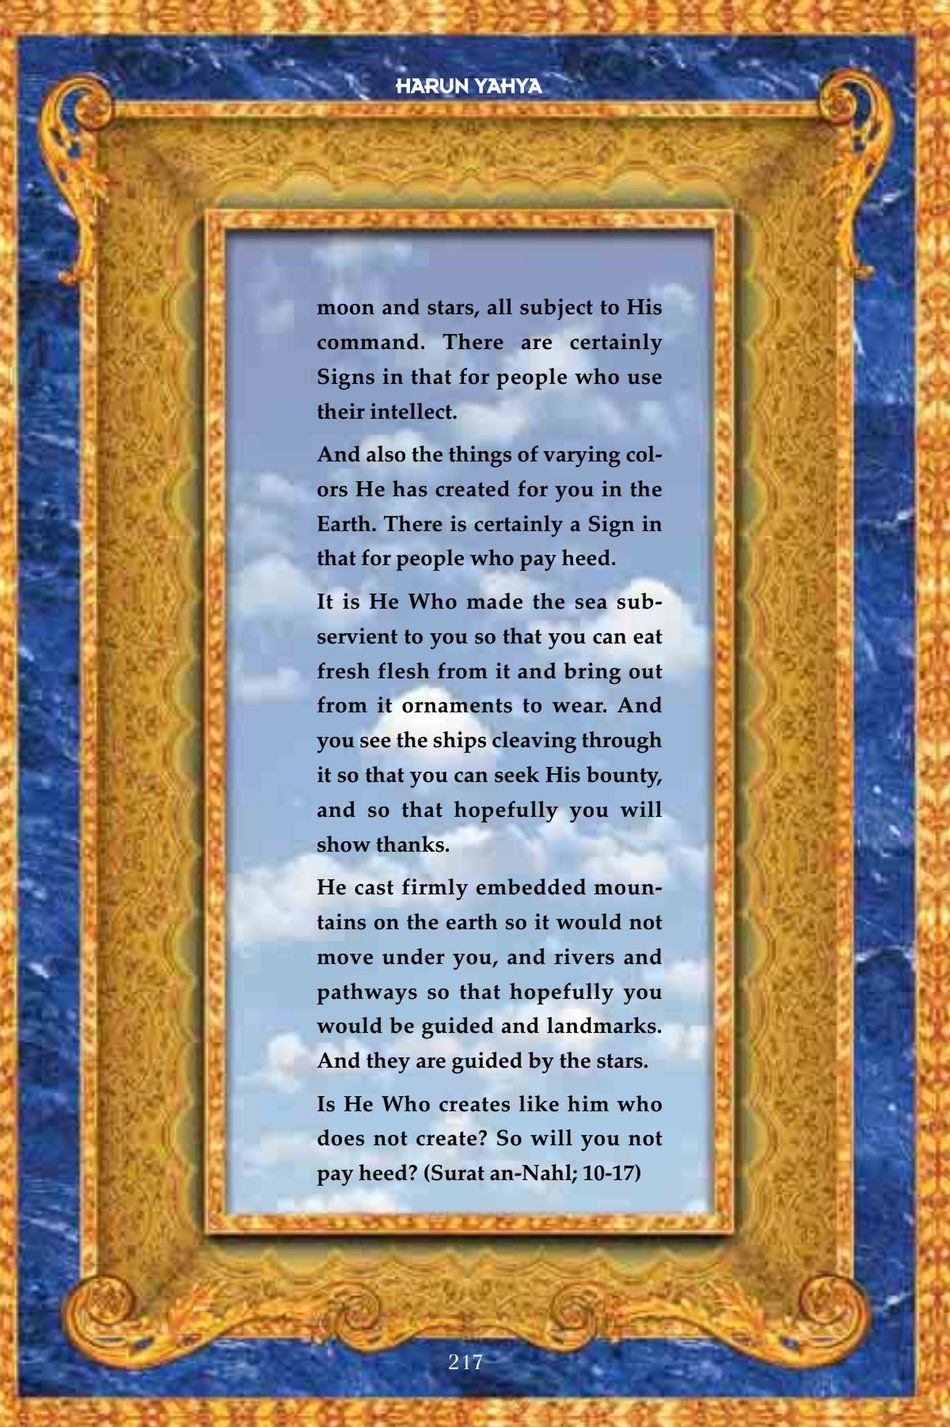 HARUN YAHYA
moon and stars, all subject to His
command. There are certainly
Signs in that for people who use
their intellect.
And also the things of varying col-
ors He has created for you in the
Earth. There is certainly a Sign in
that for people who pay heed.
It is He Who made the sea sub-
servient to you so that you can eat
fresh flesh from it and bring out
from it ornaments to wear. And
you see the ships cleaving through
it so that you can seek His bounty,
and so that hopefully you will
show thanks.
He cast firmly embedded moun-
tains on the earth so it would not
move under you, and rivers and
pathways so that hopefully you
would be guided and landmarks.
And they are guided by the stars.
Is He Who creates like him who
does not create? So will you not
pay heed? (Surat an-Nahl; 10-17)
217